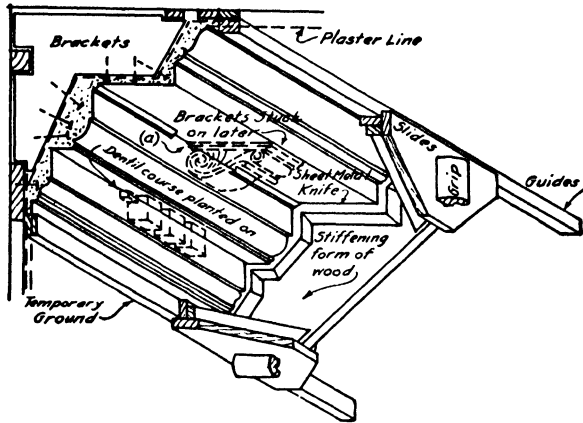 Brackets
Plaster Line
Brackets Stuck
on later
(a)
Slides
Grip
Sheet Metal
Knife
Guides
Dentil course planted on
Stiffening
form of
wood
Temporary
Ground